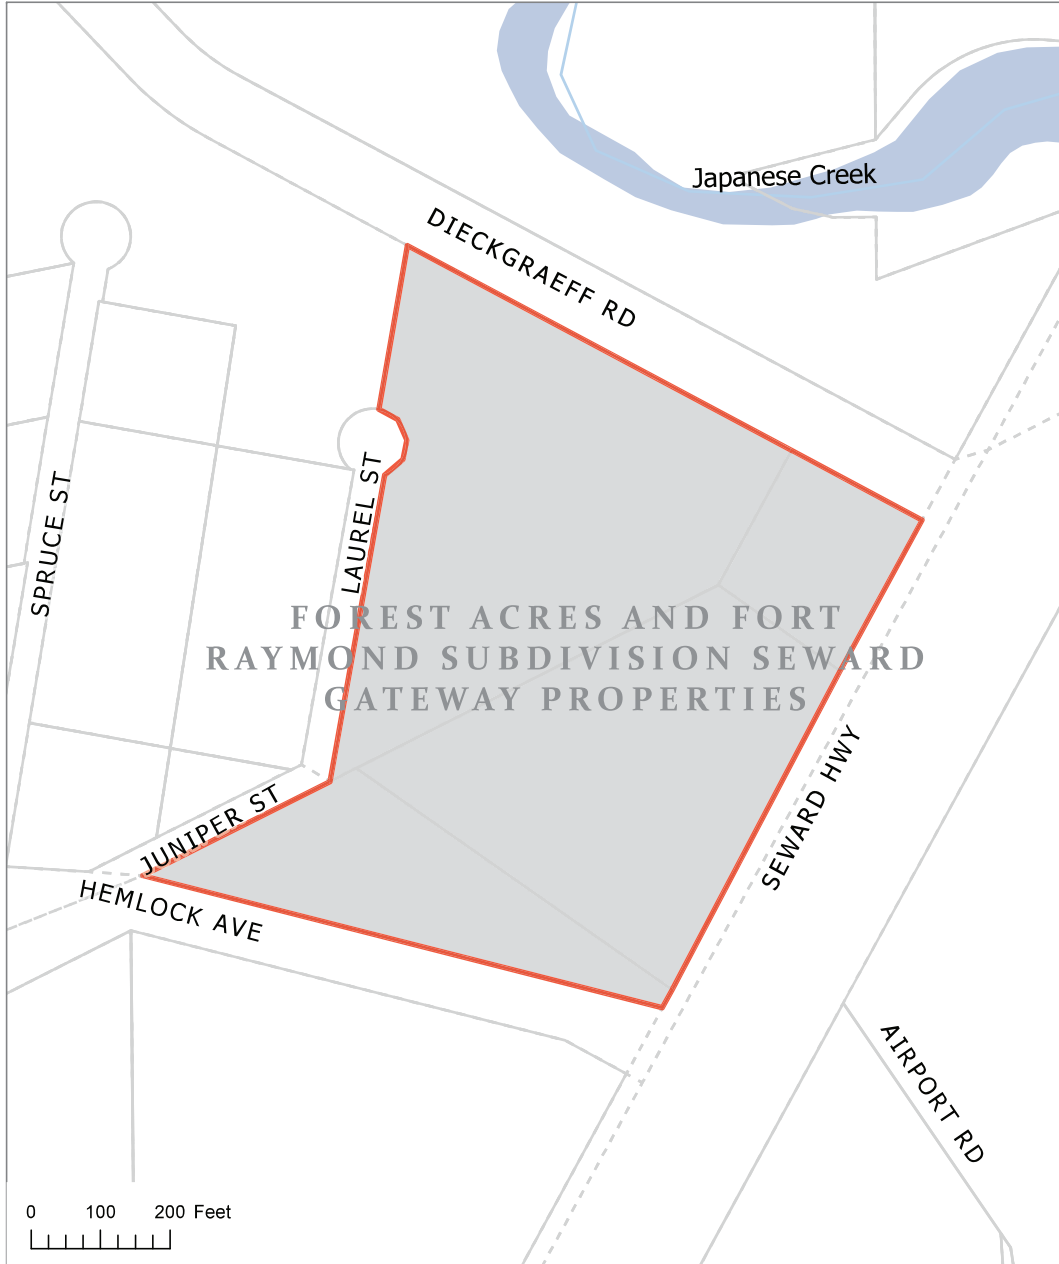 Japanese Creek
DIECKGRAEFF RD
SPRUCE ST
LAUREL ST
FOREST ACRES AND FORT
RAYMOND SUBDIVISION SEWARD
GATEWAY PROPERTIES
JUNIPER ST
SEWARD HWY
HEMLOCK AVE
AIRPORT RD
0 100 200 Feet